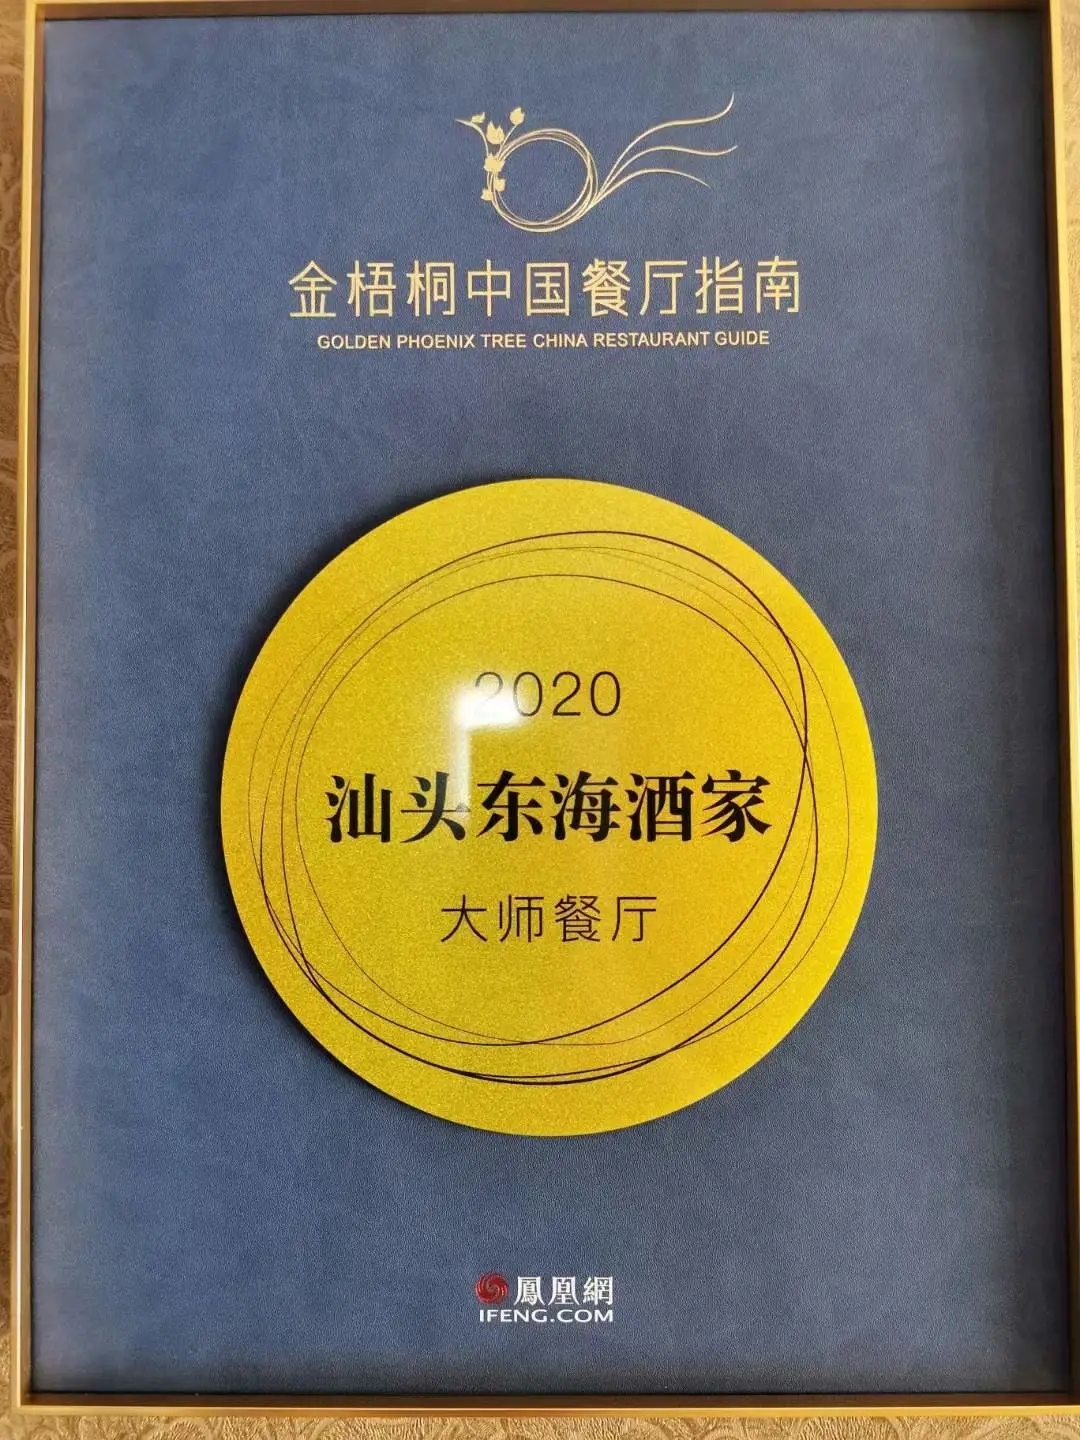 金梧桐中国餐厅指南
GOLDEN PHOENIX TREE CHINA RESTAURANT GUIDE
2020
汕头东海酒家
大师餐厅
鳳凰網
IFENG.COM